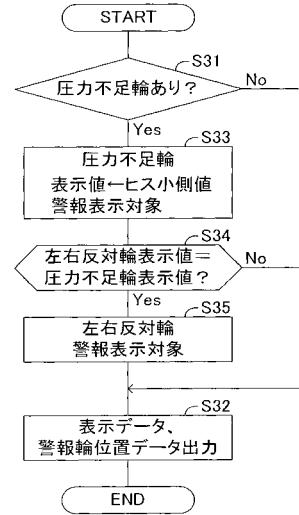 START
S31
圧力不足輪あり？
No
Yes
S33
圧力不足輪
表示値←ヒス小側値
警報表示対象
S34
左右反対輪表示値＝
圧力不足輪表示値？
No
Yes
S35
左右反対輪
警報表示対象
S32
表示データ、
警報輪位置データ出力
END